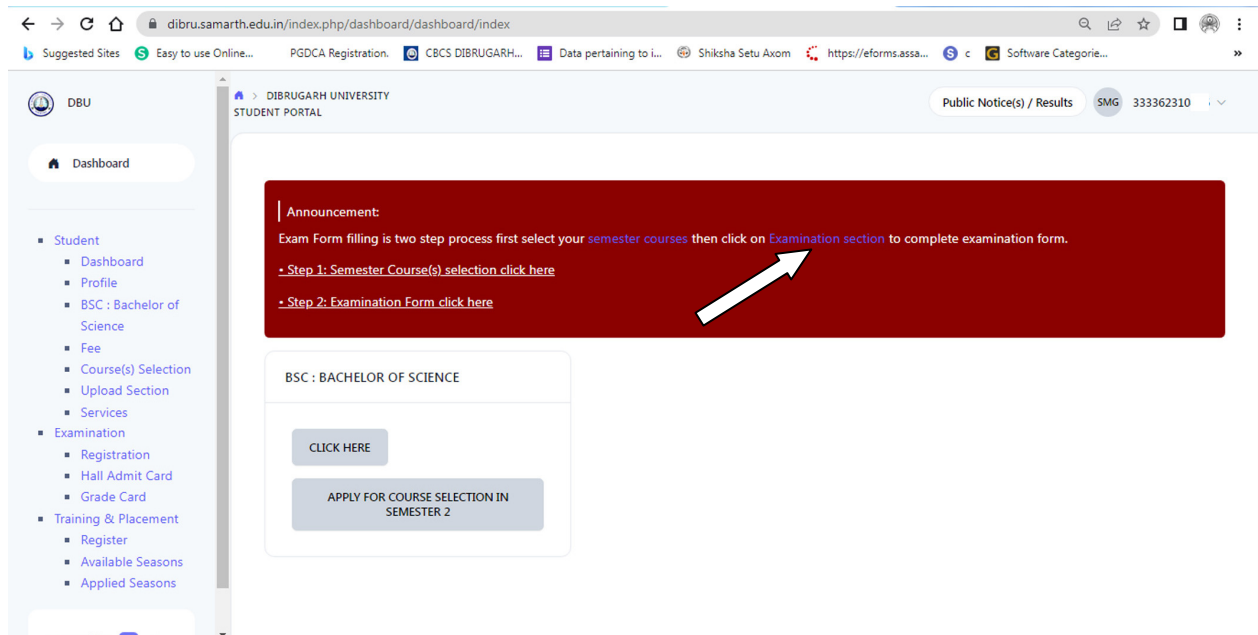 dibru.samarth.edu.in/index.php/dashboard/dashboard/index
Suggested Sites Easy to use Online... PGDCA Registration. CBCS DIBRUGARH... Data pertaining to i... Shiksha Setu Axom https://eforms.assa... c Software Categorie... »
DBU
> DIBRUGARH UNIVERSITY
STUDENT PORTAL
Public Notice(s) / Results SMG 333362310
Dashboard
Announcement:
Exam Form filling is two step process first select your semester courses then click on Examination section to complete examination form.
• Step 1: Semester Course(s) selection click here
• Step 2: Examination Form click here
Student
Dashboard
Profile
BSC : Bachelor of
Science
Fee
Course(s) Selection
Upload Section
Services
Examination
Registration
Hall Admit Card
Grade Card
Training & Placement
Register
Available Seasons
Applied Seasons
BSC : BACHELOR OF SCIENCE
CLICK HERE
APPLY FOR COURSE SELECTION IN
SEMESTER 2